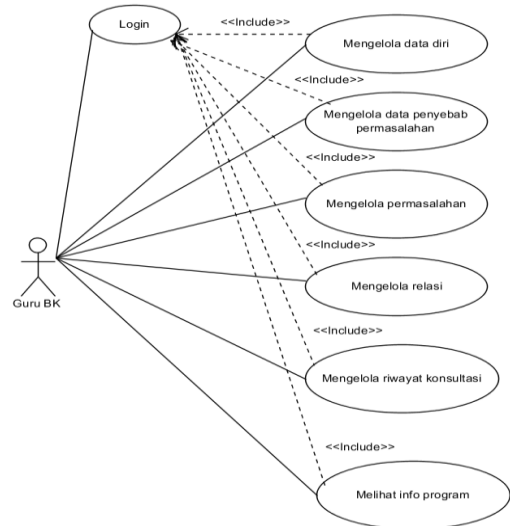 Login
<<Include>>
Mengelola data diri
<<Include>>
Mengelola data penyebab
permasalahan
<<Include>>
Mengelola permasalahan
<<Include>>
Mengelola relasi
Guru BK
<<Include>>
Mengelola riwayat konsultasi
<<Include>>
Melihat info program